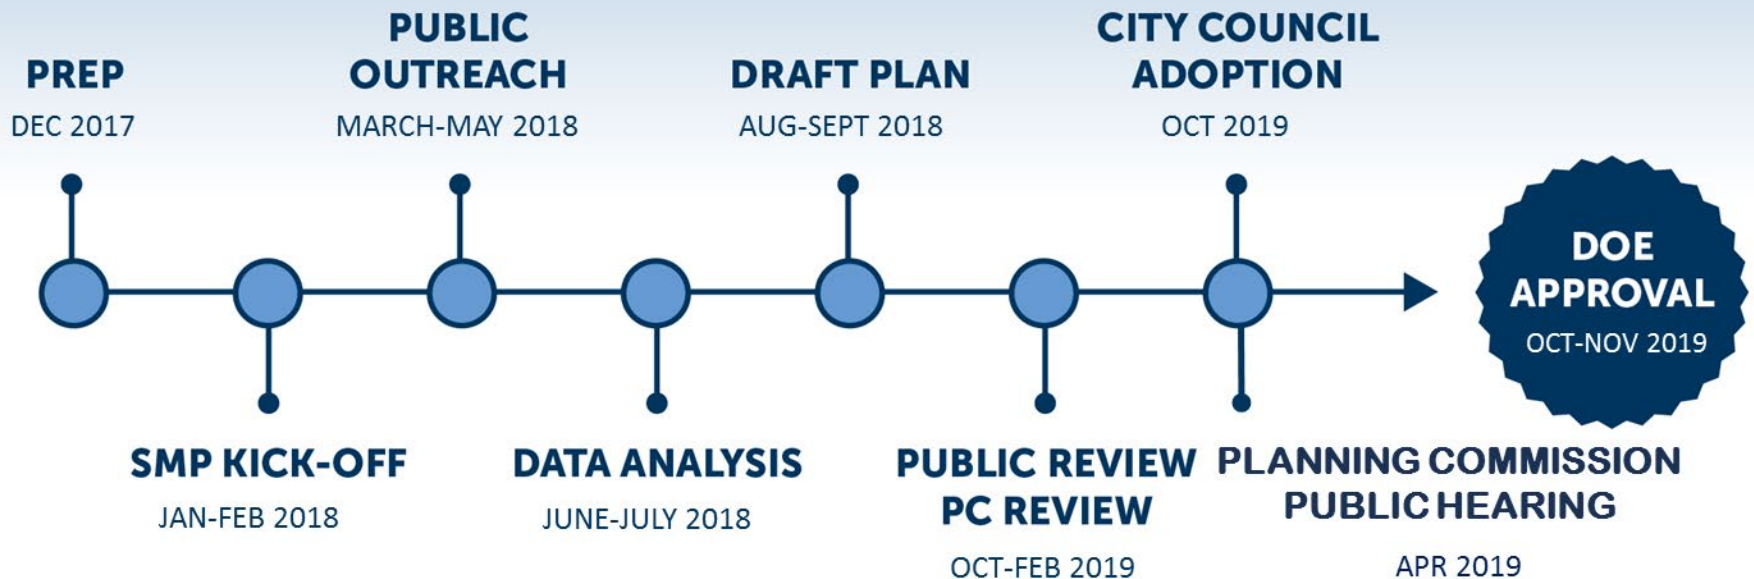 PREP
DEC 2017
PUBLIC
OUTREACH
MARCH-MAY 2018
DRAFT PLAN
AUG-SEPT 2018
CITY COUNCIL
ADOPTION
OCT 2019
DOE
APPROVAL
OCT-NOV 2019
SMP KICK-OFF
JAN-FEB 2018
DATA ANALYSIS
JUNE-JULY 2018
PUBLIC REVIEW
PC REVIEW
OCT-FEB 2019
PLANNING COMMISSION
PUBLIC HEARING
APR 2019